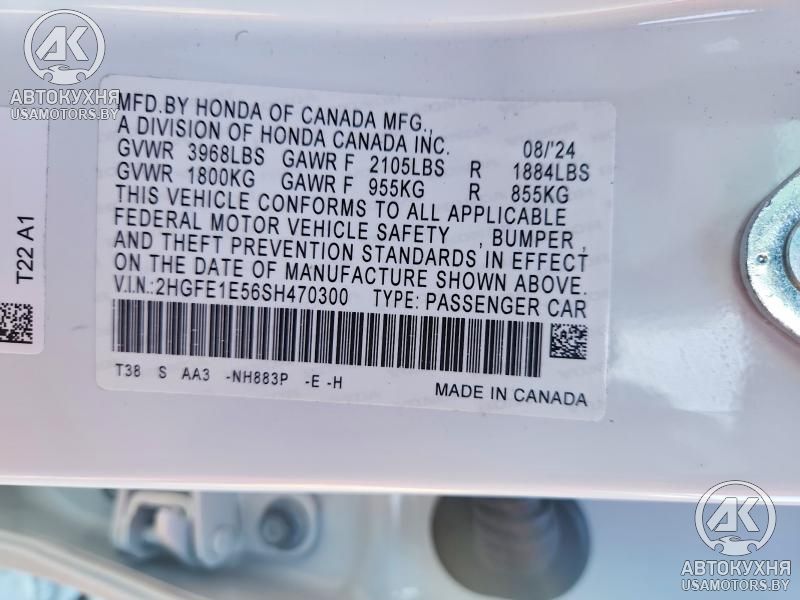 AK
АВТОКУХНЯ
USAMOTORS.BY
T22 A1
MFD.BY HONDA OF CANADA MFG.,
A DIVISION OF HONDA CANADA INC. 08/'24
GVWR 3968LBS GAWR F 2105LBS R 1884LBS
GVWR 1800KG GAWR F 955KG R 855KG
THIS VEHICLE CONFORMS TO ALL APPLICABLE
FEDERAL MOTOR VEHICLE SAFETY , BUMPER,
AND THEFT PREVENTION STANDARDS IN EFFECT
ON THE DATE OF MANUFACTURE SHOWN ABOVE.
V.I.N.:2HGFE1E56SH470300 TYPE: PASSENGER CAR
T38 S AA3 -NH883P -E -H
MADE IN CANADA
AK
АВТОКУХНЯ
USAMOTORS.BY